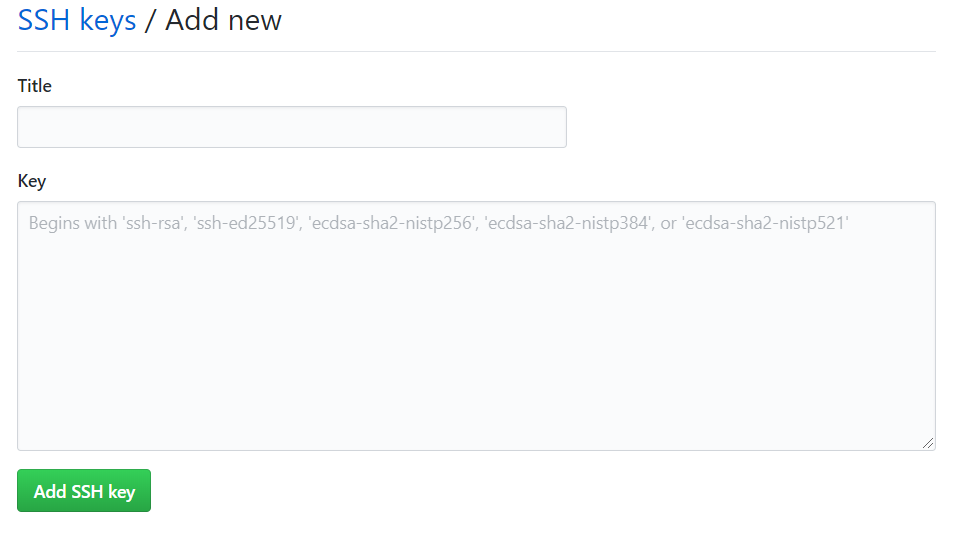 SSH keys / Add new
Title
Key
Begins with 'ssh-rsa', 'ssh-ed25519', 'ecdsa-sha2-nistp256', 'ecdsa-sha2-nistp384', or 'ecdsa-sha2-nistp521'
Add SSH key